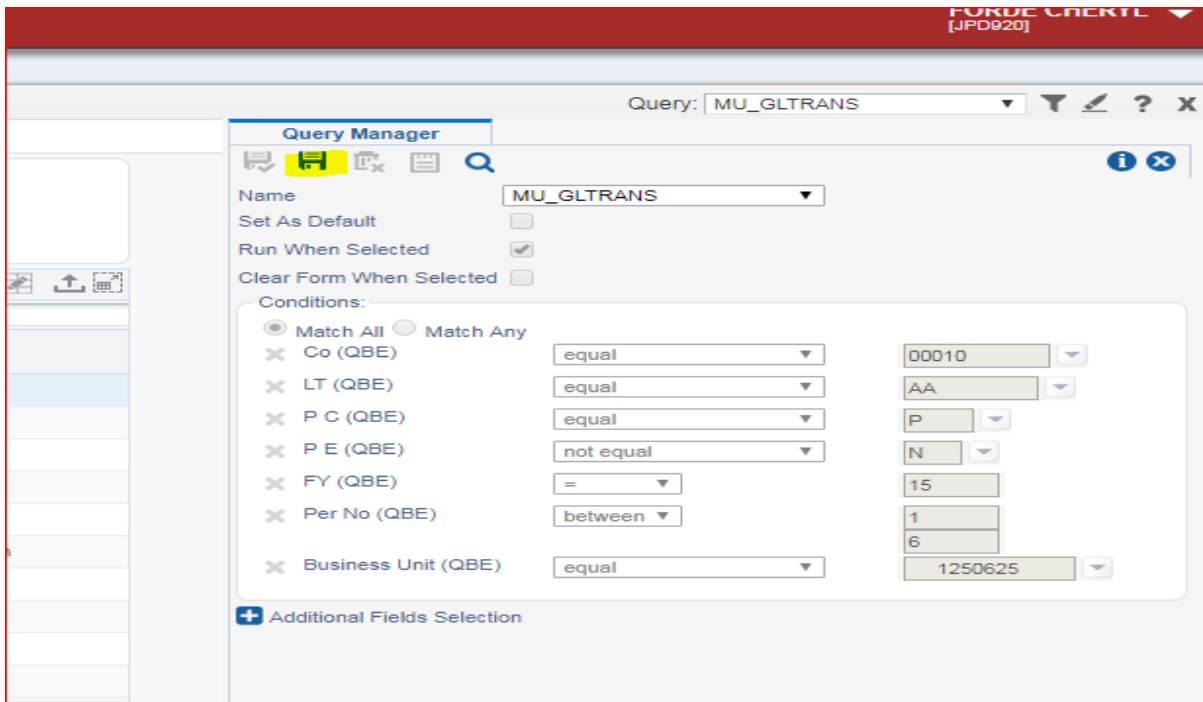 FORDE CHERYL
[JPD920]
Query: MU_GLTRANS ? X
Query Manager
Name MU_GLTRANS
Set As Default
Run When Selected
Clear Form When Selected
Conditions:
Match All Match Any
Co (QBE) equal 00010
LT (QBE) equal AA
P C (QBE) equal P
P E (QBE) not equal N
FY (QBE) = 15
Per No (QBE) between 1
6
Business Unit (QBE) equal 1250625
Additional Fields Selection